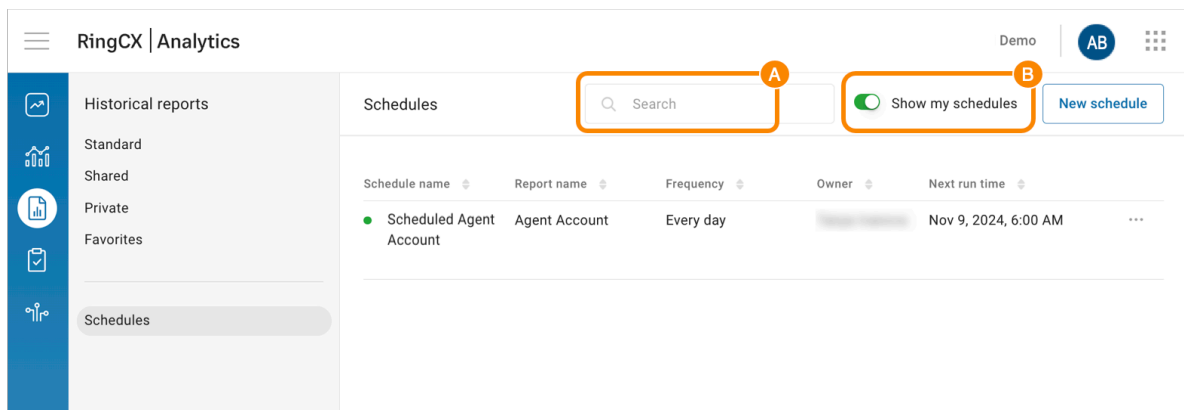 RingCX | Analytics
Demo
AB
A
B
Historical reports
Standard
Shared
Private
Favorites
Schedules
Schedules
Search
Show my schedules
New schedule
Schedule name
Report name
Frequency
Owner
Next run time
Scheduled Agent
Account
Agent Account
Every day
Nov 9, 2024, 6:00 AM